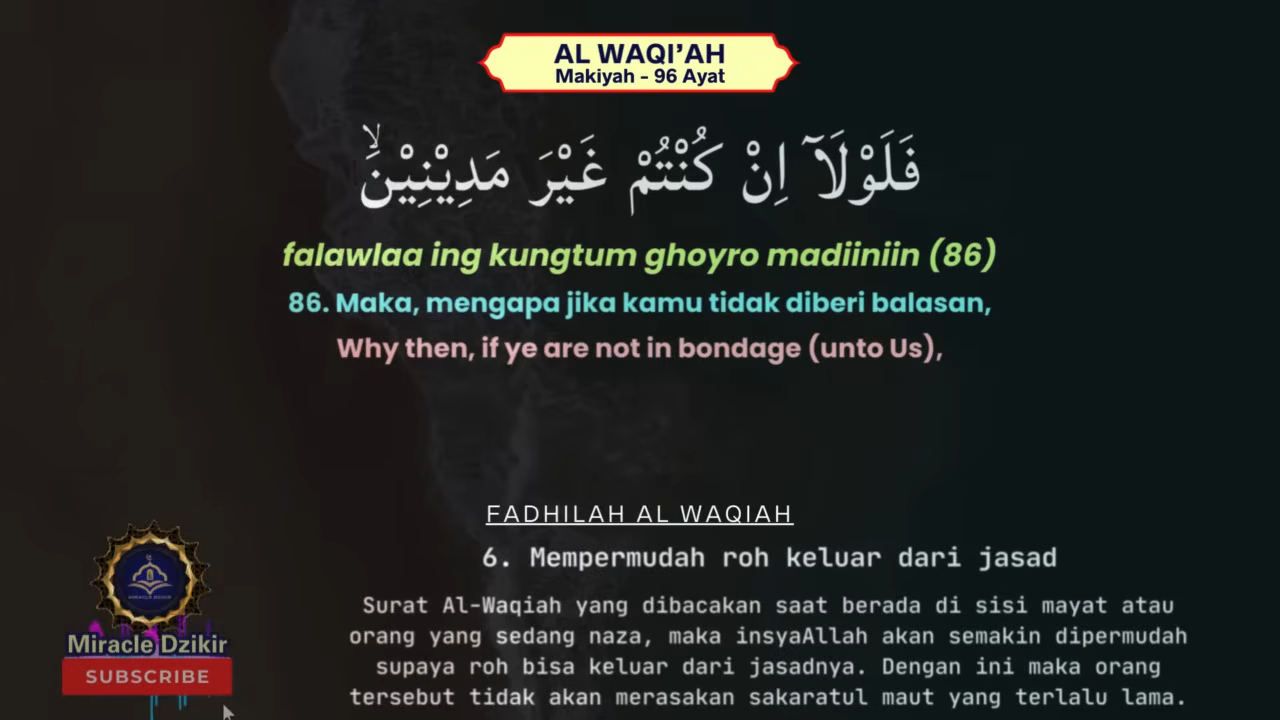 AL WAQI’AH
Makiyah - 96 Ayat
فَلَوْلَآ اِنْ كُنْتُمْ غَيْرَ مَدِيْنِيْنَۙ
falawlaa ing kungtum ghoyro madiiniin (86)
86. Maka, mengapa jika kamu tidak diberi balasan,
Why then, if ye are not in bondage (unto Us),
FADHILAH AL WAQIAH
6. Mempermudah roh keluar dari jasad
Surat Al-Waqiah yang dibacakan saat berada di sisi mayat atau
orang yang sedang naza, maka insyaAllah akan semakin dipermudah
supaya roh bisa keluar dari jasadnya. Dengan ini maka orang
tersebut tidak akan merasakan sakaratul maut yang terlalu lama.
Miracle Dzikir
SUBSCRIBE